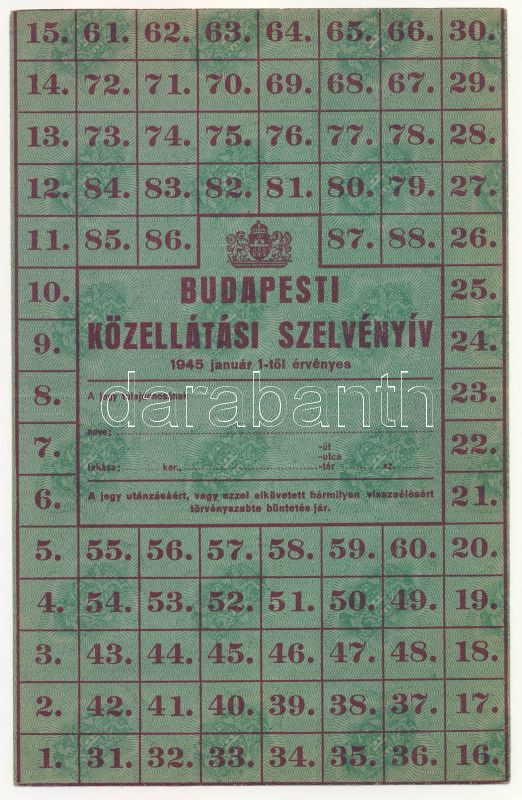 15. 61. 62. 63. 64. 65. 66. 30.
14. 72. 71. 70. 69. 68. 67. 29.
13. 73. 74. 75. 76. 77. 78. 28.
12. 84. 83. 82. 81. 80. 79. 27.
11. 85. 86. 87. 88. 26.
10. 25.
BUDAPESTI
KÖZELLÁTÁSI SZELVÉNYÍV
9. 24.
1945 január 1-től érvényes
8. 23.
A jegy tulajdonosának
darabanth
neve:
7. 22.
-út
-utca
lakása: ker., -tér sz.
6. 21.
A jegy utánzásáért, vagy ezzel elkövetett bármilyen visszaélésért
törvényszabta büntetés jár.
5. 55. 56. 57. 58. 59. 60. 20.
4. 54. 53. 52. 51. 50. 49. 19.
3. 43. 44. 45. 46. 47. 48. 18.
2. 42. 41. 40. 39. 38. 37. 17.
1. 31. 32. 33. 34. 35. 36. 16.